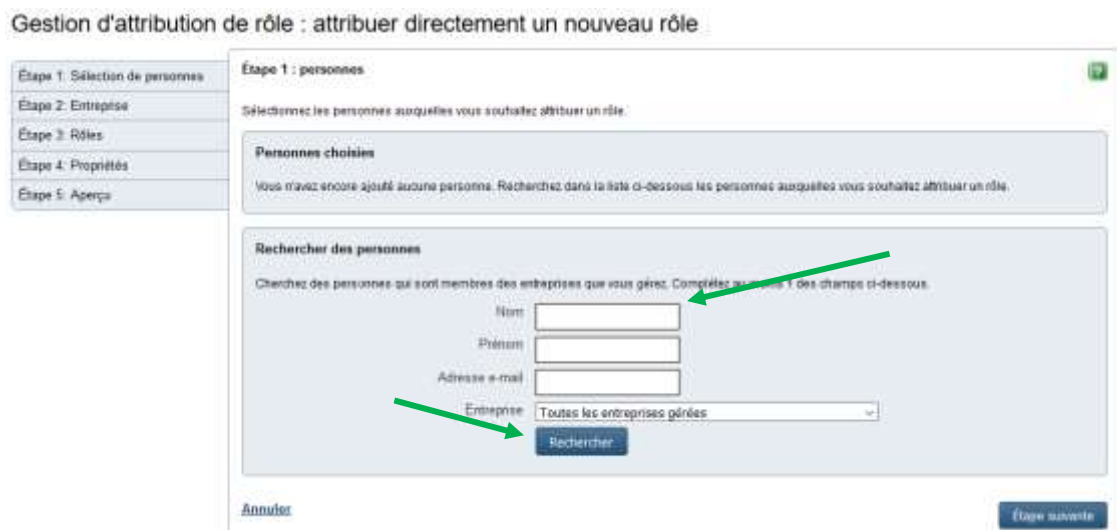 Gestion d'attribution de rôle : attribuer directement un nouveau rôle
Étape 1: Sélection de personnes
Étape 2: Entreprise
Étape 3: Rôles
Étape 4: Propriétés
Étape 5: Aperçu
Étape 1 : personnes
Sélectionnez les personnes auxquelles vous souhaitez attribuer un rôle.
Personnes choisies
Vous n'avez encore ajouté aucune personne. Recherchez dans la liste ci-dessous les personnes auxquelles vous souhaitez attribuer un rôle.
Rechercher des personnes
Cherchez des personnes qui sont membres des entreprises que vous gérez. Complétez au moins 1 des champs ci-dessous.
Nom
Prénom
Adresse e-mail
Entreprise Toutes les entreprises gérées
Rechercher
Annuler
Étape suivante